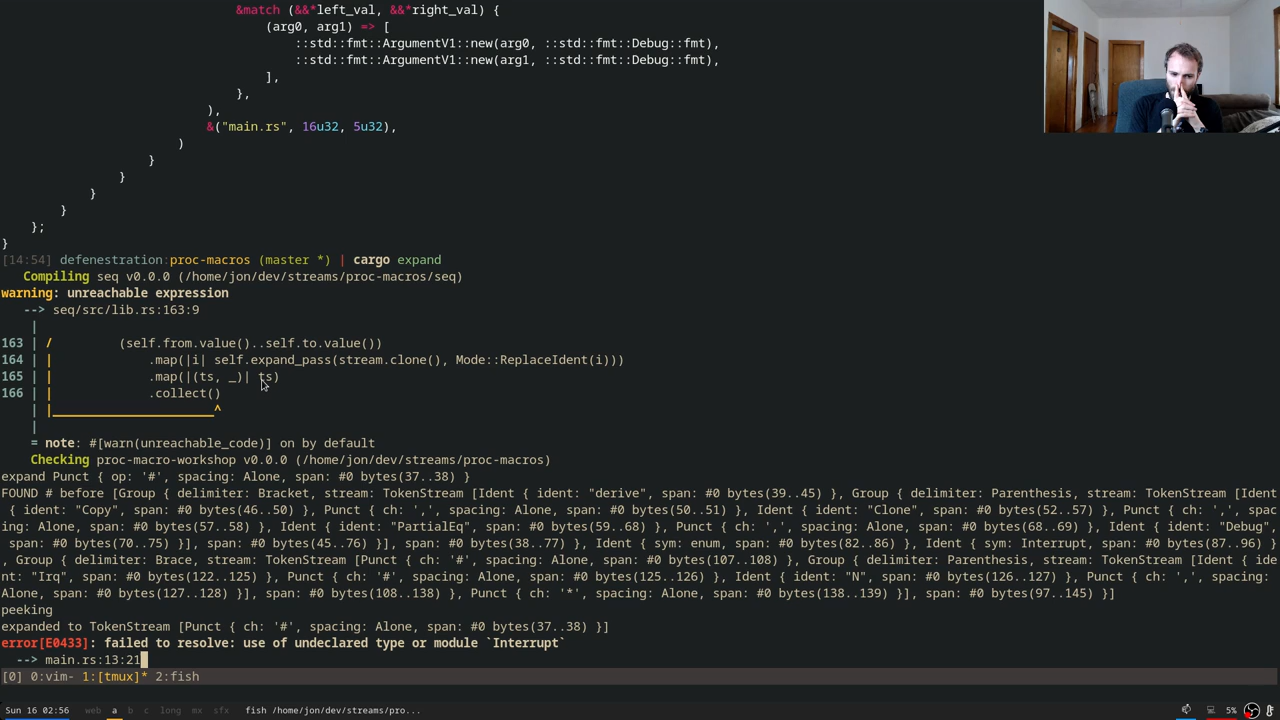 &match (&&*left_val, &&*right_val) {
(arg0, arg1) => [
::std::fmt::ArgumentV1::new(arg0, ::std::fmt::Debug::fmt),
::std::fmt::ArgumentV1::new(arg1, ::std::fmt::Debug::fmt),
],
},
),
&("main.rs", 16u32, 5u32),
)
}
}
}
}
};
}
[14:54] defenestration:proc-macros (master *) | cargo expand
Compiling seq v0.0.0 (/home/jon/dev/streams/proc-macros/seq)
warning: unreachable expression
--> seq/src/lib.rs:163:9
|
163 | / (self.from.value()..self.to.value())
164 | | .map(|i| self.expand_pass(stream.clone(), Mode::ReplaceIdent(i)))
165 | | .map(|(ts, _)| ts)
166 | | .collect()
| |______________________^
|
= note: #[warn(unreachable_code)] on by default
Checking proc-macro-workshop v0.0.0 (/home/jon/dev/streams/proc-macros)
expand Punct { op: '#', spacing: Alone, span: #0 bytes(37..38) }
FOUND # before [Group { delimiter: Bracket, stream: TokenStream [Ident { ident: "derive", span: #0 bytes(39..45) }, Group { delimiter: Parenthesis, stream: TokenStream [Ident
{ ident: "Copy", span: #0 bytes(46..50) }, Punct { ch: ',', spacing: Alone, span: #0 bytes(50..51) }, Ident { ident: "Clone", span: #0 bytes(52..57) }, Punct { ch: ',', spac
ing: Alone, span: #0 bytes(57..58) }, Ident { ident: "PartialEq", span: #0 bytes(59..68) }, Punct { ch: ',', spacing: Alone, span: #0 bytes(68..69) }, Ident { ident: "Debug",
span: #0 bytes(70..75) }], span: #0 bytes(45..76) }], span: #0 bytes(38..77) }, Ident { sym: enum, span: #0 bytes(82..86) }, Ident { sym: Interrupt, span: #0 bytes(87..96) }
, Group { delimiter: Brace, stream: TokenStream [Punct { ch: '#', spacing: Alone, span: #0 bytes(107..108) }, Group { delimiter: Parenthesis, stream: TokenStream [Ident { ide
nt: "Irq", span: #0 bytes(122..125) }, Punct { ch: '#', spacing: Alone, span: #0 bytes(125..126) }, Ident { ident: "N", span: #0 bytes(126..127) }, Punct { ch: ',', spacing:
Alone, span: #0 bytes(127..128) }], span: #0 bytes(108..138) }, Punct { ch: '*', spacing: Alone, span: #0 bytes(138..139) }], span: #0 bytes(97..145) }]
peeking
expanded to TokenStream [Punct { ch: '#', spacing: Alone, span: #0 bytes(37..38) }]
error[E0433]: failed to resolve: use of undeclared type or module `Interrupt`
--> main.rs:13:21
[0] 0:vim- 1:[tmux]* 2:fish
Sun 16 02:56 web a b c long mx sfx fish /home/jon/dev/streams/pro... 5%